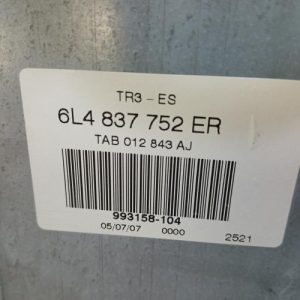 TR3 - ES
6L4 837 752 ER
TAB 012 843 AJ
993158-104
05/07/07 0000 2521